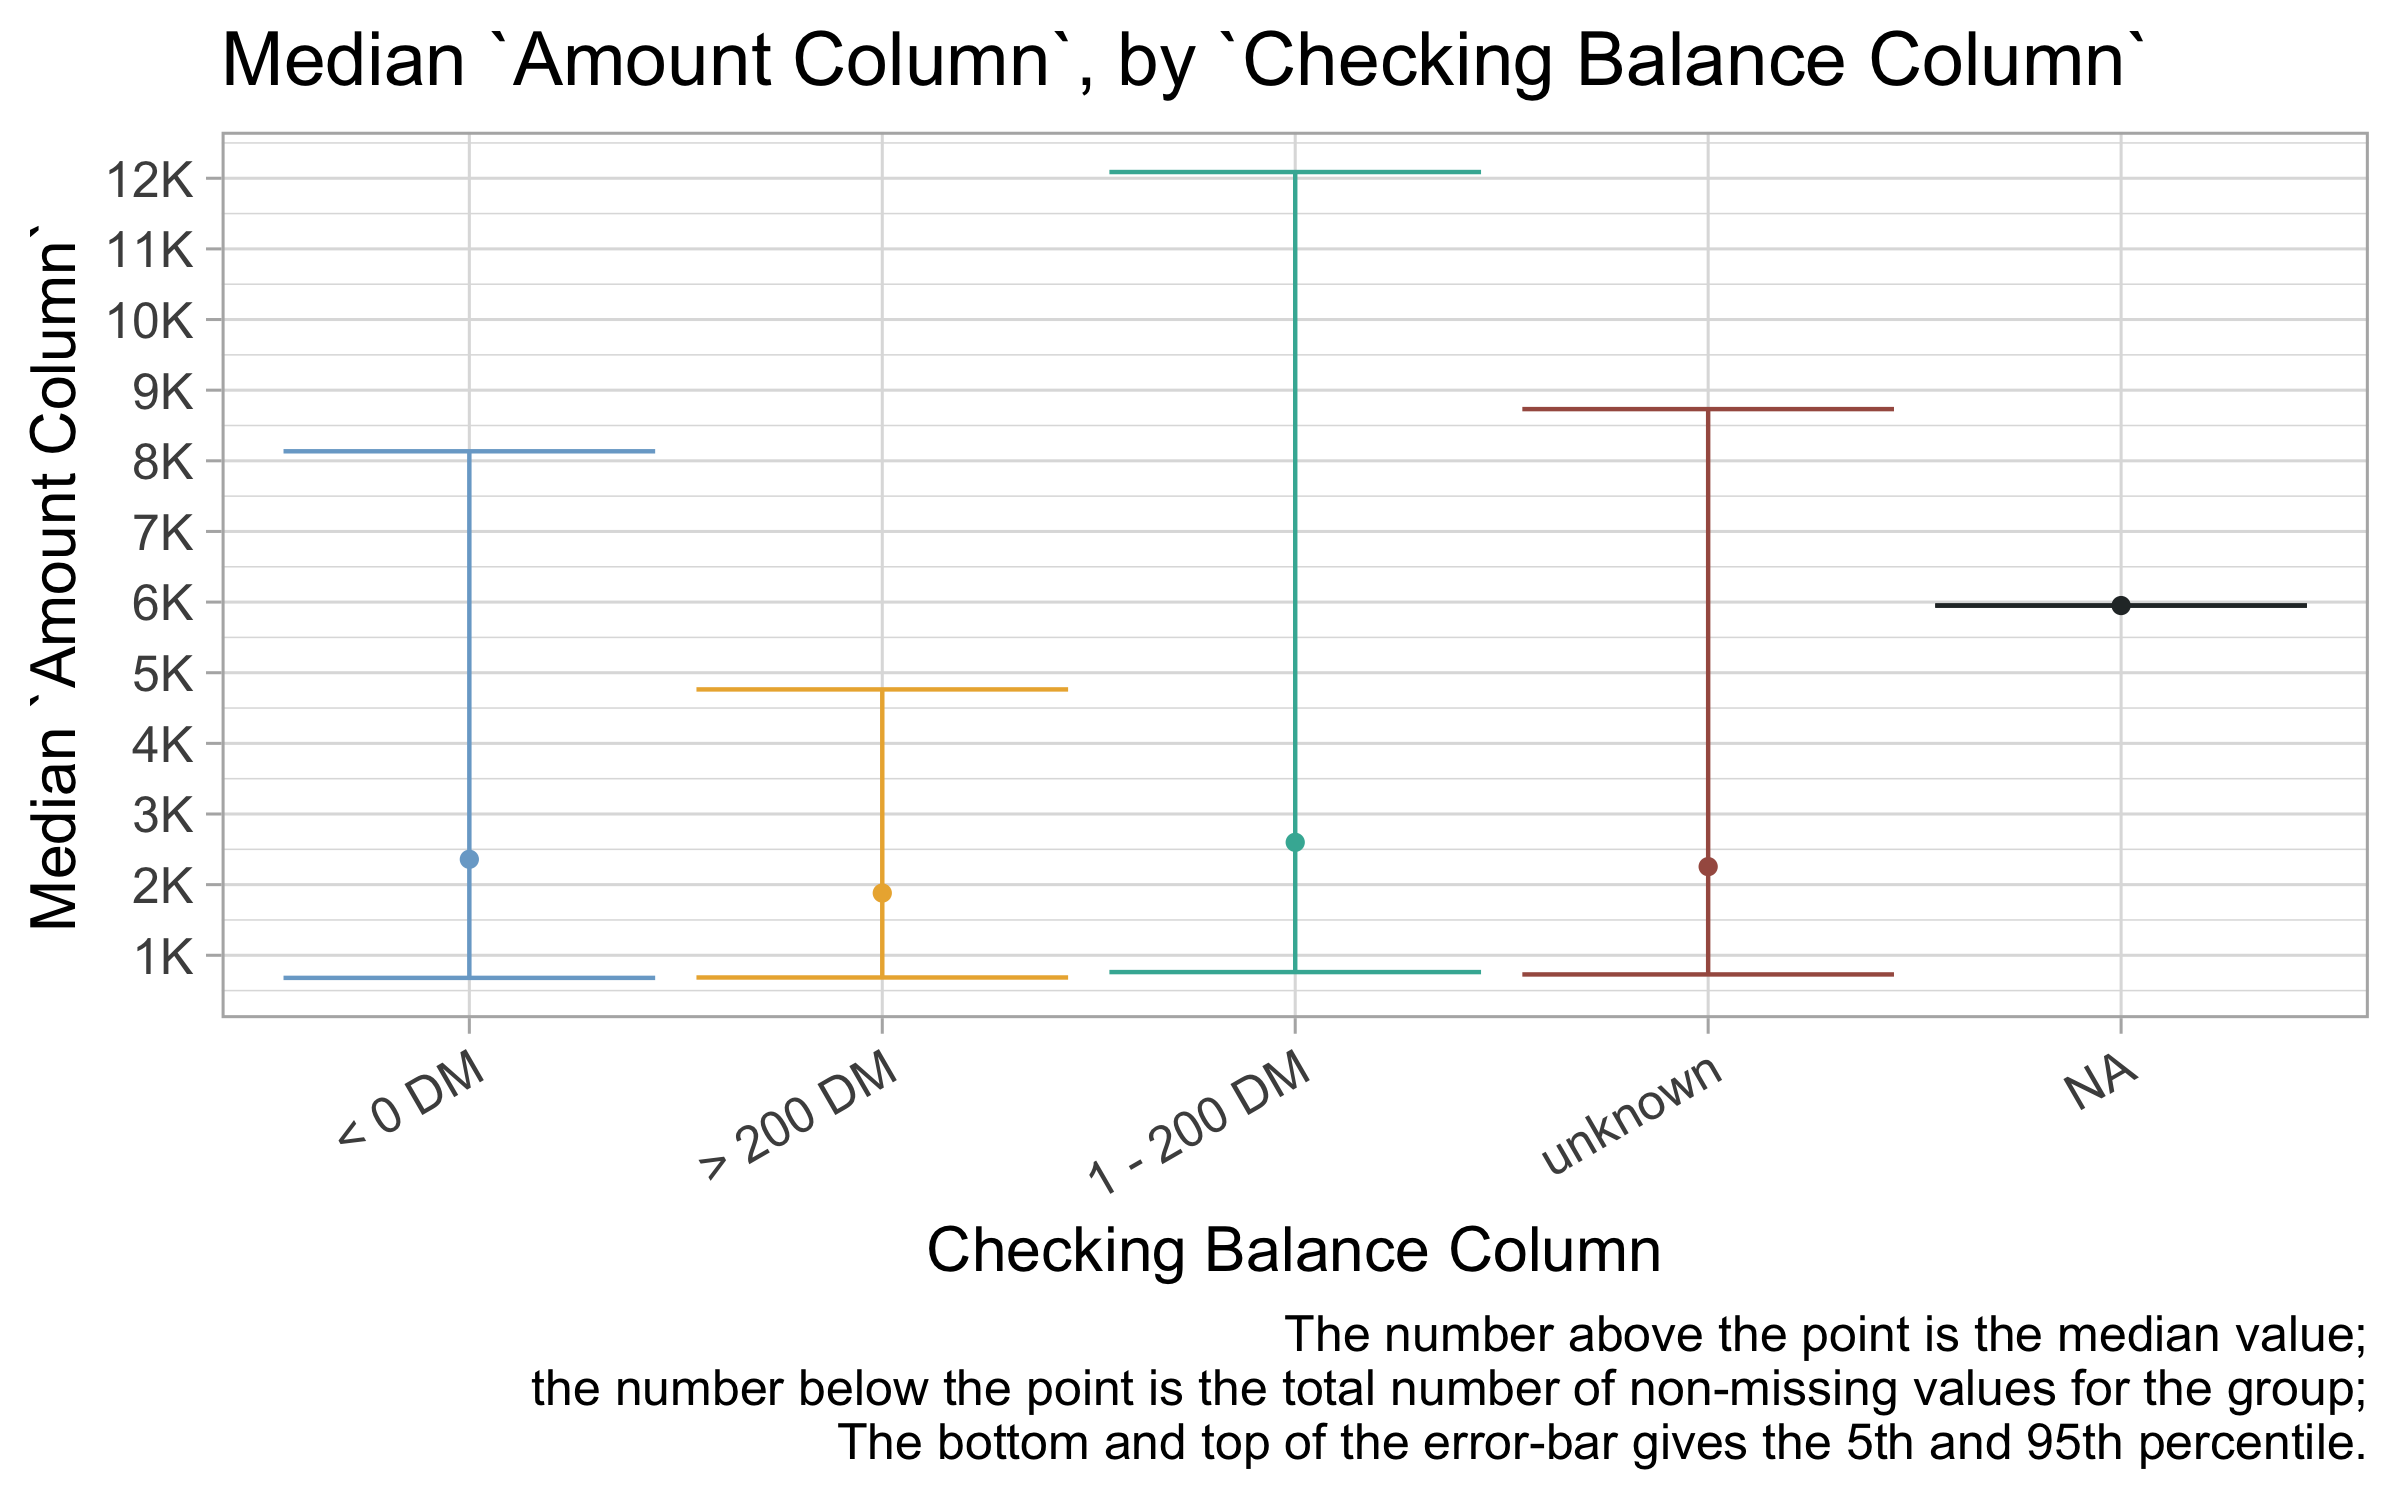 Median `Amount Column`, by `Checking Balance Column`
Median `Amount Column`
12K
11K
10K
9K
8K
7K
6K
5K
4K
3K
2K
1K
< 0 DM
> 200 DM
1 - 200 DM
unknown
NA
Checking Balance Column
The number above the point is the median value;
the number below the point is the total number of non-missing values for the group;
The bottom and top of the error-bar gives the 5th and 95th percentile.